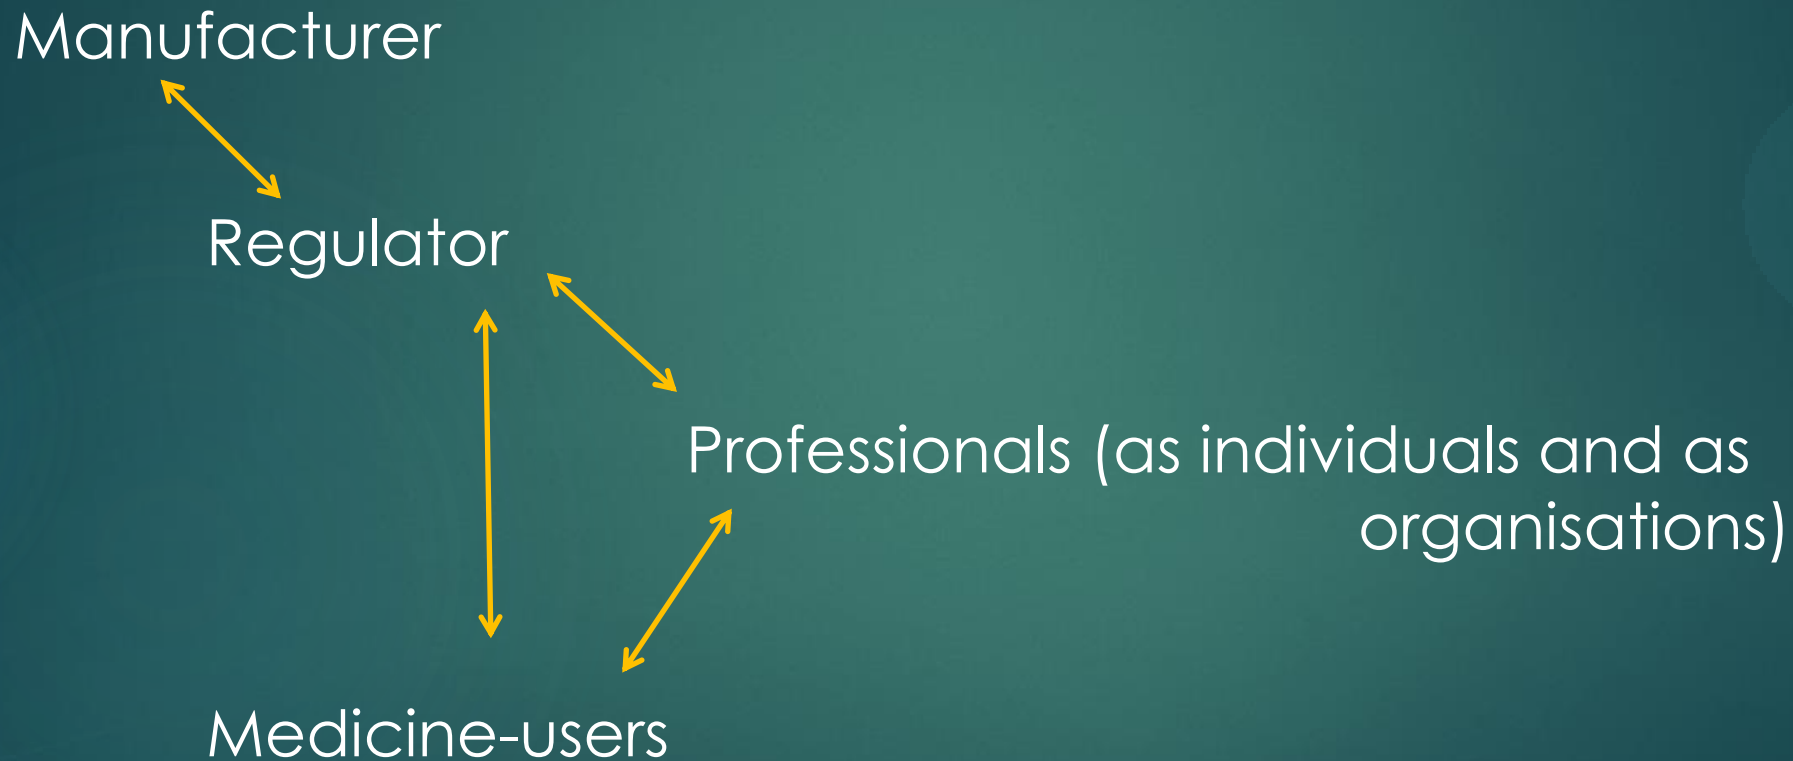 Manufacturer
Regulator
Professionals (as individuals and as
organisations)
Medicine-users